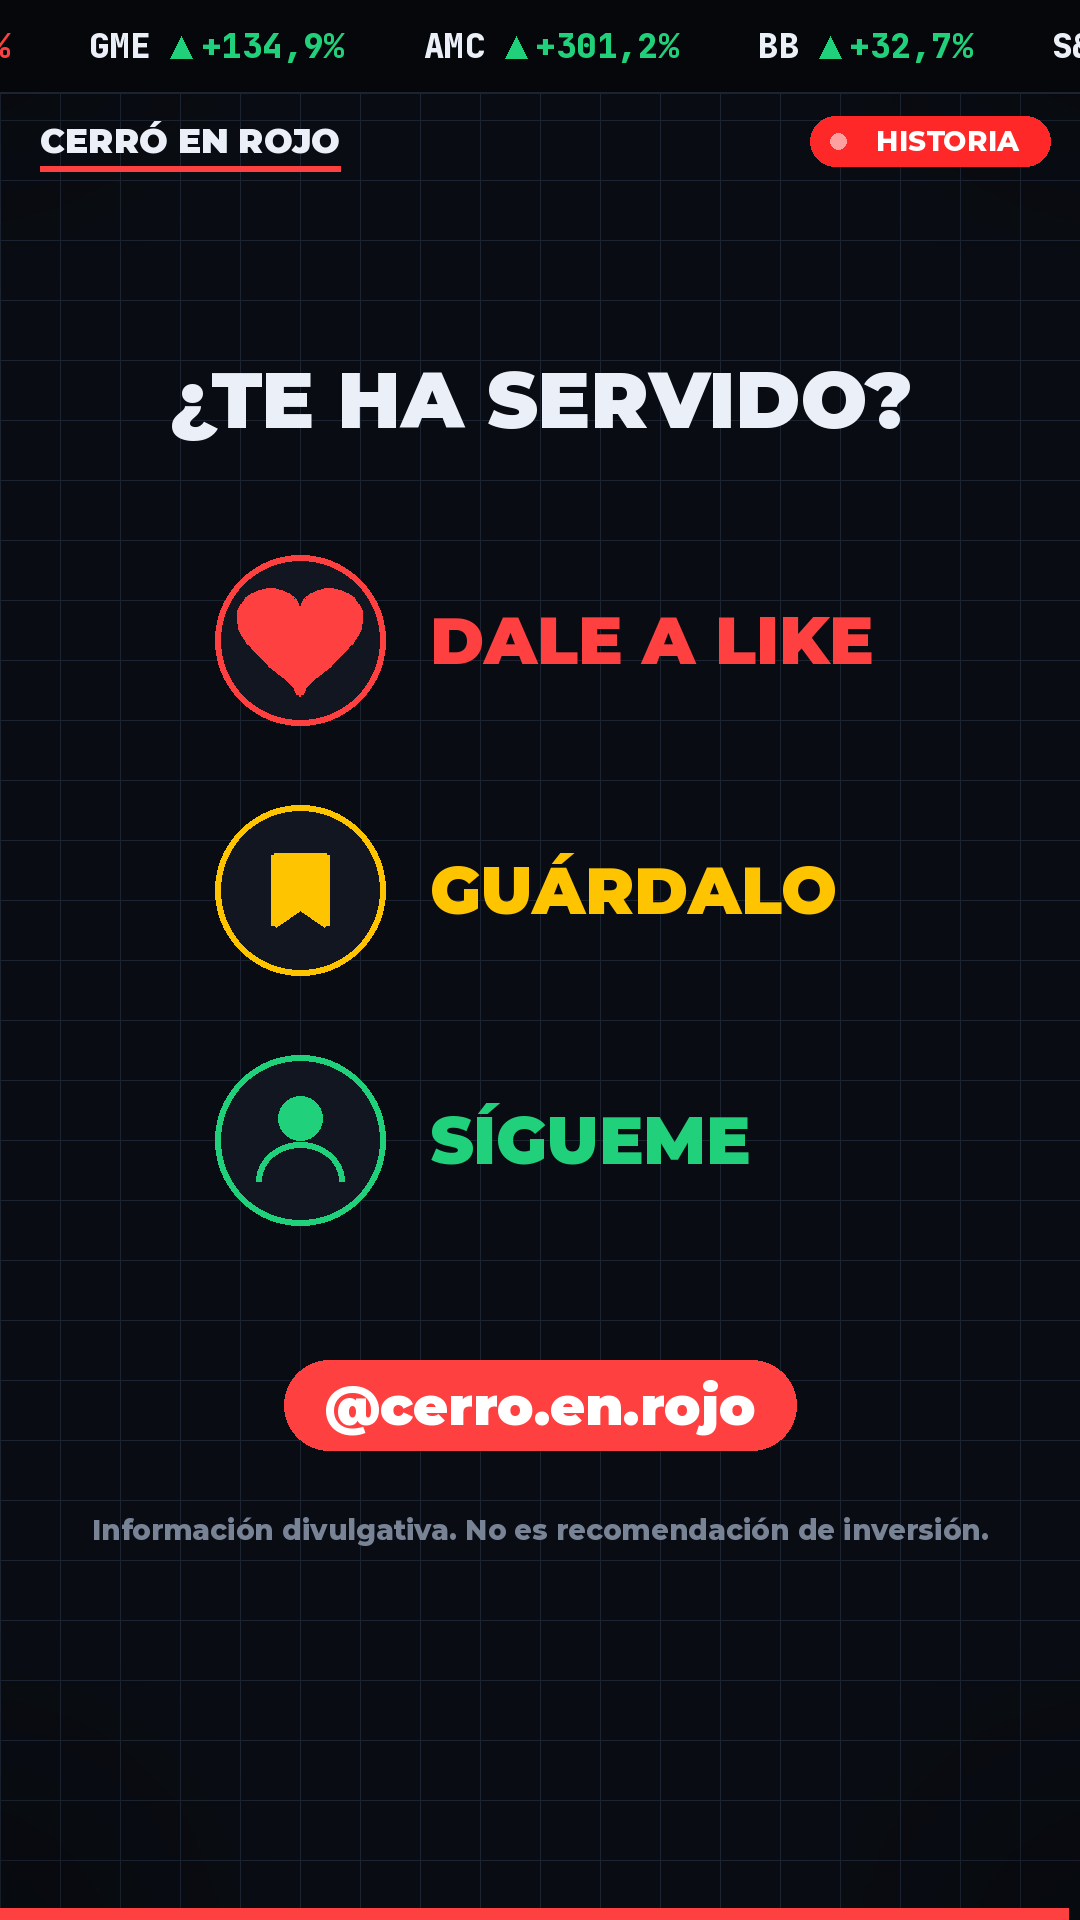 % GME ▲+134,9% AMC ▲+301,2% BB ▲+32,7% S&
CERRÓ EN ROJO
HISTORIA
¿TE HA SERVIDO?
DALE A LIKE
GUÁRDALO
SÍGUEME
@cerro.en.rojo
Información divulgativa. No es recomendación de inversión.